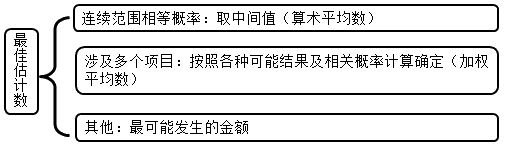 最佳估计数
连续范围相等概率：取中间值（算术平均数）
涉及多个项目：按照各种可能结果及相关概率计算确定（加权
平均数）
其他：最可能发生的金额